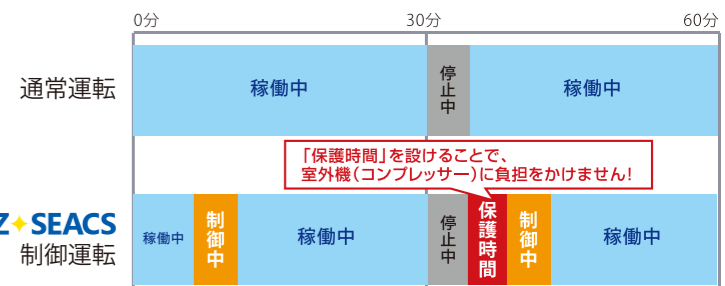 0分 30分 60分
通常運転 稼働中 停止中 稼働中
「保護時間」を設けることで、
室外機(コンプレッサー)に負担をかけません!
Z✦SEACS
制御運転 稼働中 制御中 稼働中 停止中 保護時間 制御中 稼働中